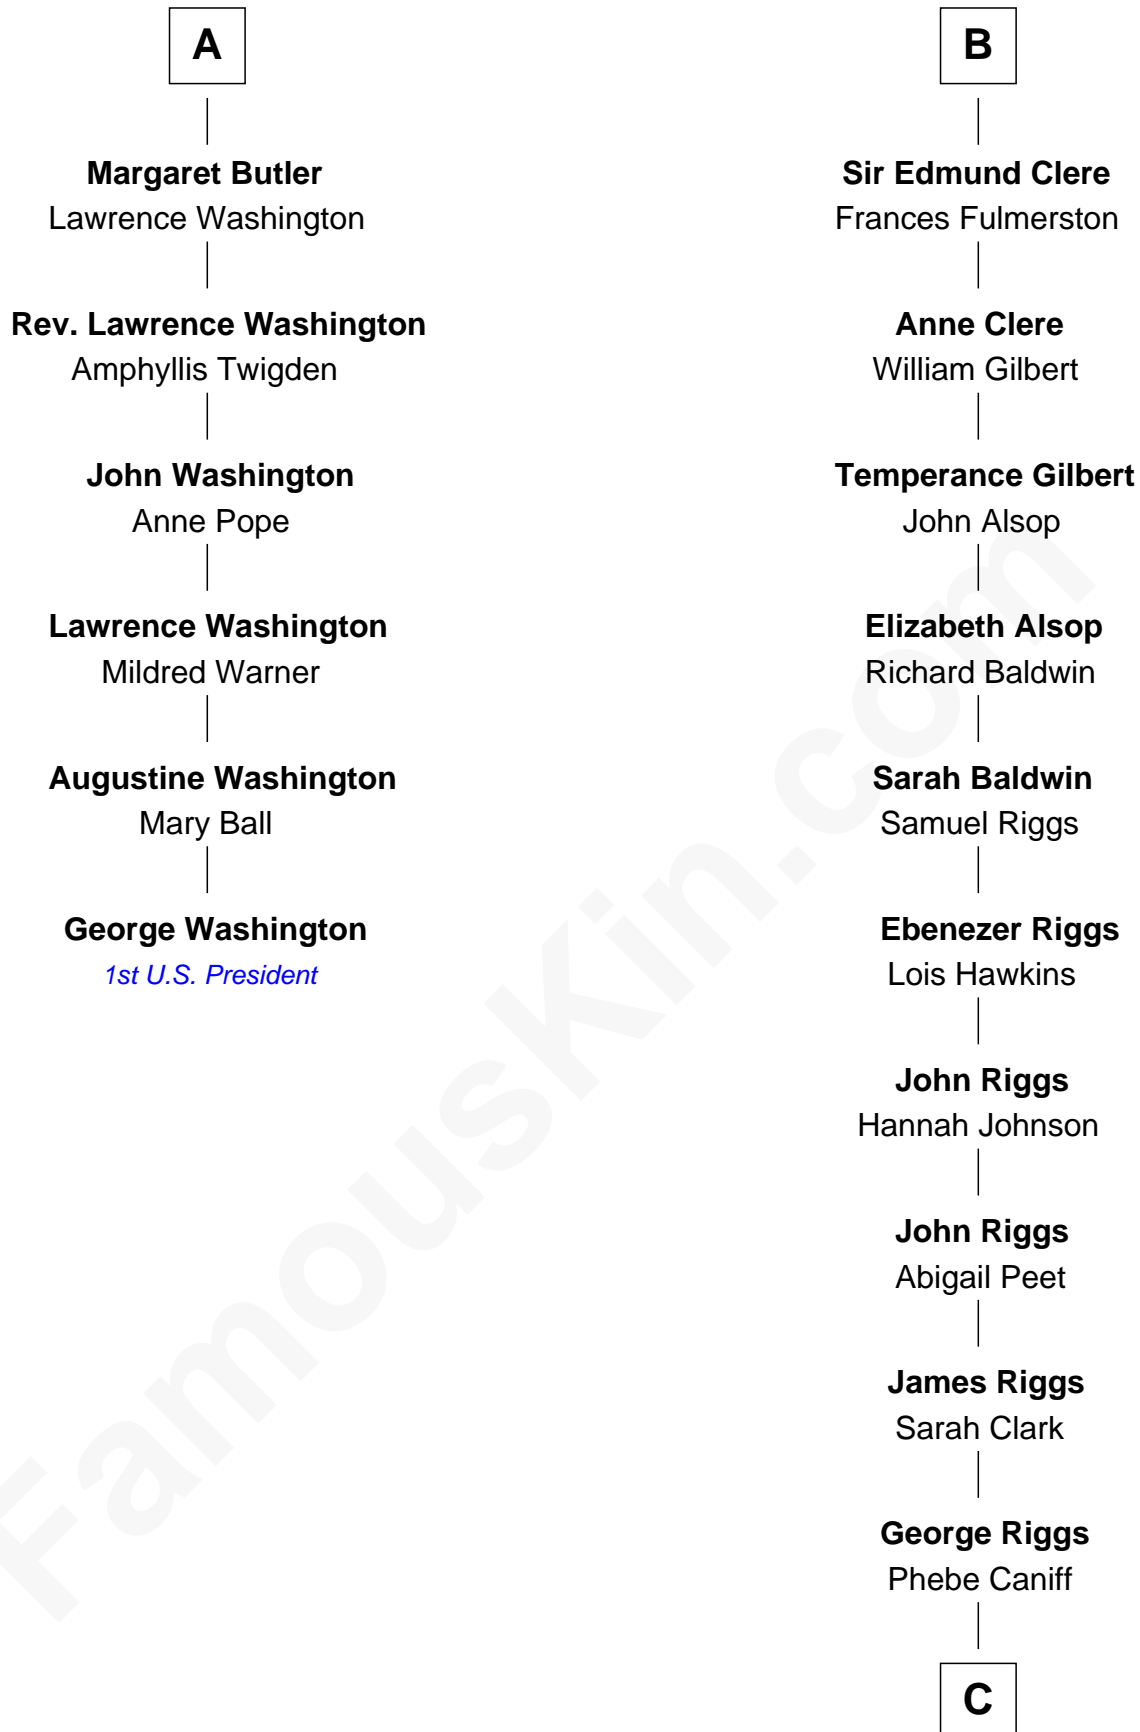 A
Margaret Butler
Lawrence Washington
Rev. Lawrence Washington
Amphyllis Twigden
John Washington
Anne Pope
Lawrence Washington
Mildred Warner
Augustine Washington
Mary Ball
George Washington
1st U.S. President
B
Sir Edmund Clere
Frances Fulmerston
Anne Clere
William Gilbert
Temperance Gilbert
John Alsop
Elizabeth Alsop
Richard Baldwin
Sarah Baldwin
Samuel Riggs
Ebenezer Riggs
Lois Hawkins
John Riggs
Hannah Johnson
John Riggs
Abigail Peet
James Riggs
Sarah Clark
George Riggs
Phebe Caniff
C
FamousKin.com